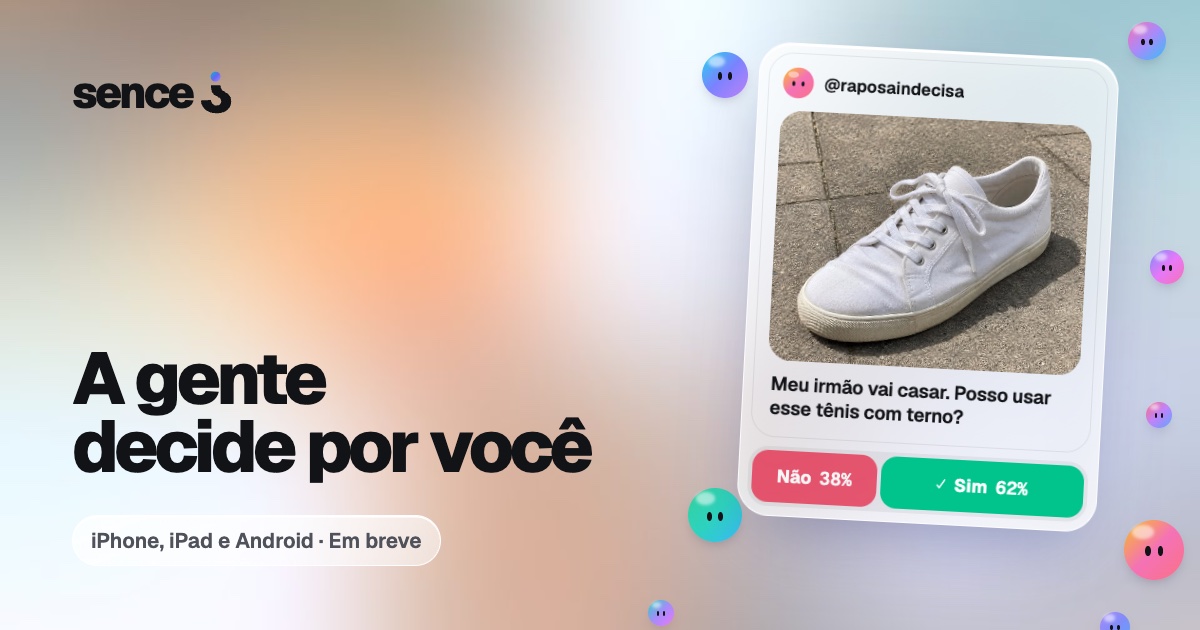 sence
A gente
decide por você
iPhone, iPad e Android · Em breve
@raposaindecisa
Meu irmão vai casar. Posso usar
esse tênis com terno?
Não 38%
✓ Sim 62%